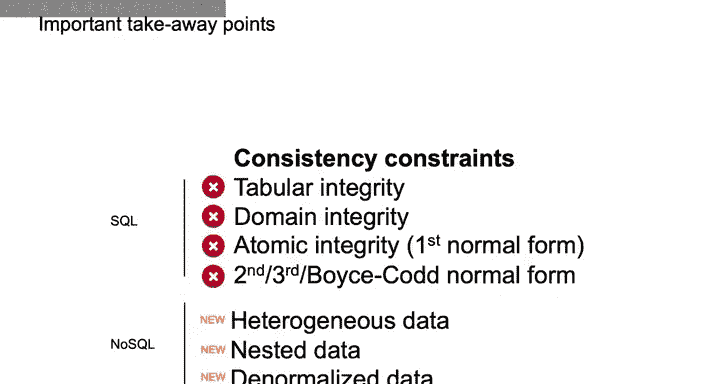 Important take-away points
Consistency constraints
Tabular integrity
Domain integrity
SQL
Atomic integrity (1st normal form)
2nd/3rd/Boyce-Codd normal form
NEW Heterogeneous data
NoSQL
NEW Nested data
NEW Denormalized data